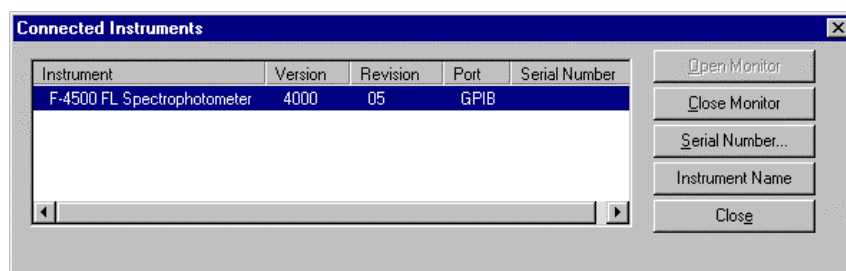 Connected Instruments
Instrument Version Revision Port Serial Number
F-4500 FL Spectrophotometer 4000 05 GPIB
Open Monitor
Close Monitor
Serial Number...
Instrument Name
Close